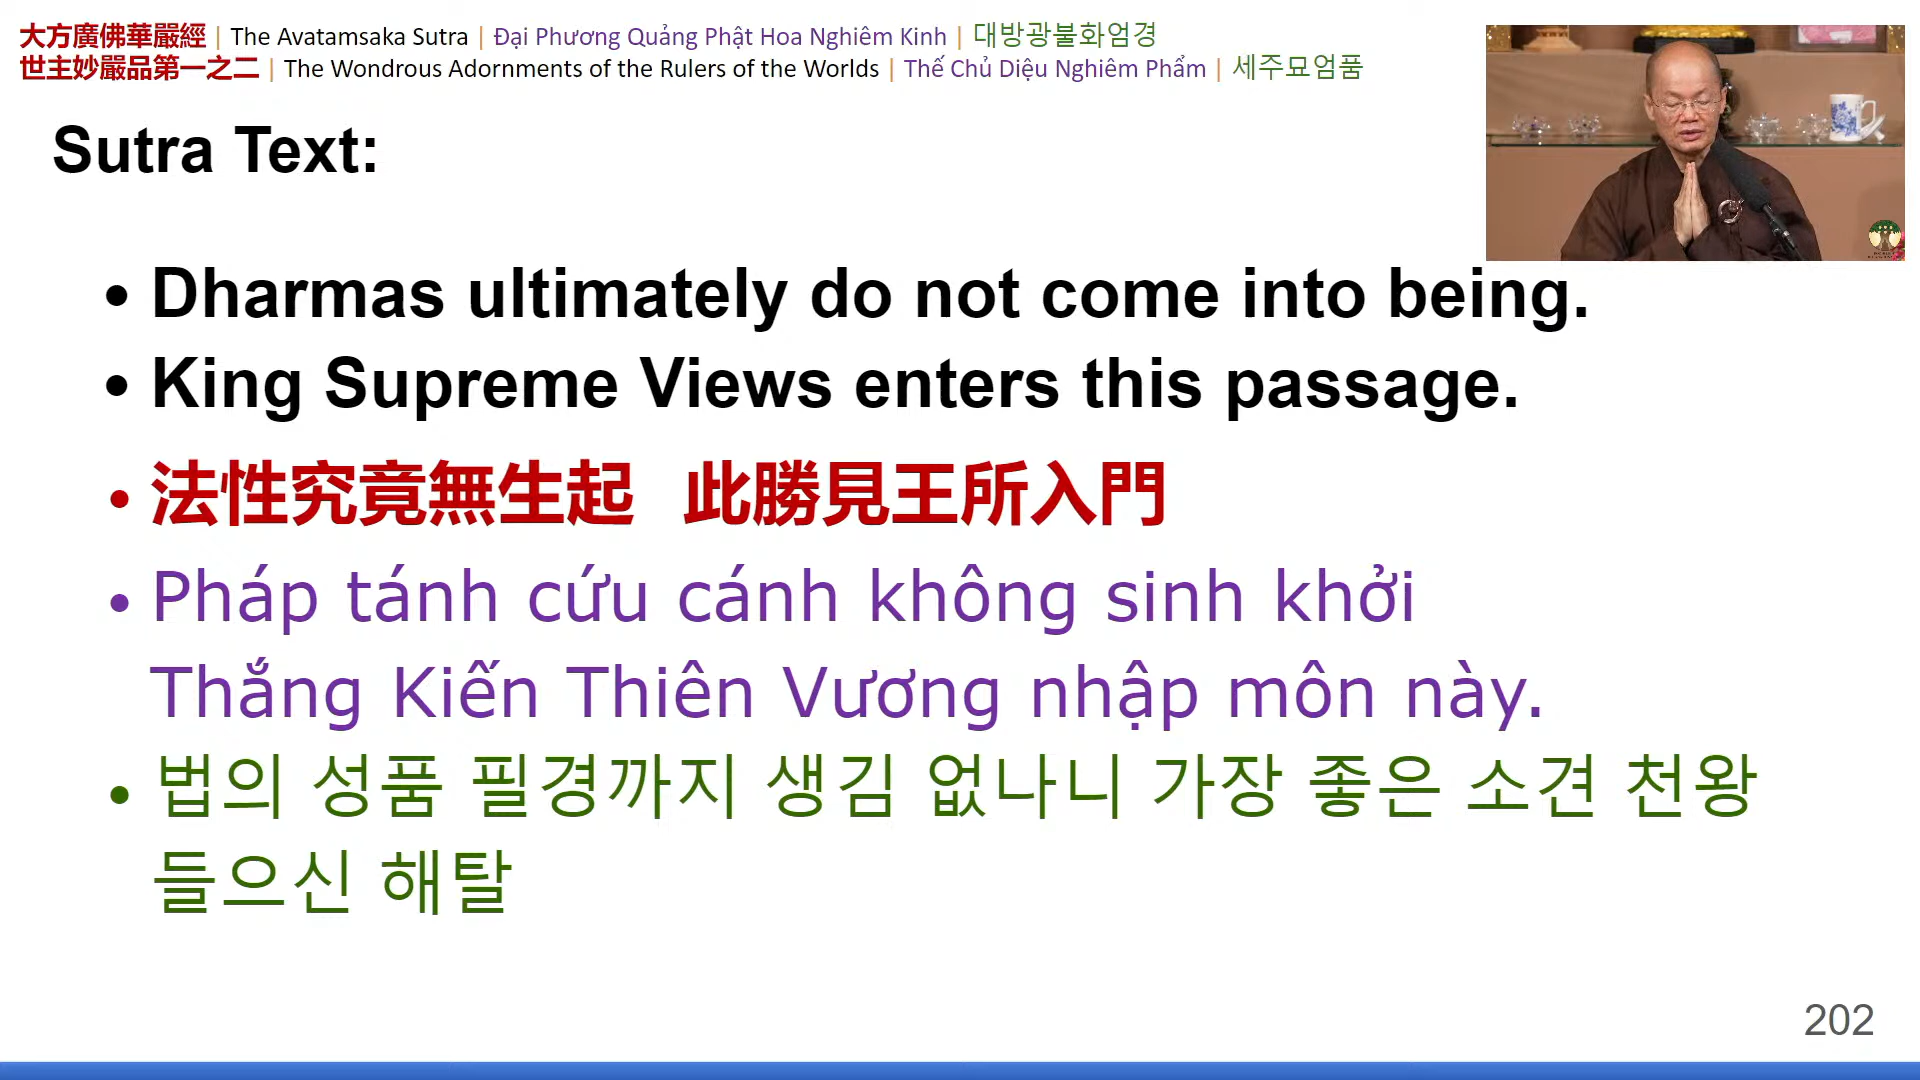 大方廣佛華嚴經 | The Avatamsaka Sutra | Đại Phương Quảng Phật Hoa Nghiêm Kinh | 대방광불화엄경
世主妙嚴品第一之二 | The Wondrous Adornments of the Rulers of the Worlds | Thế Chủ Diệu Nghiêm Phẩm | 세주묘엄품
Sutra Text:
• Dharmas ultimately do not come into being.
• King Supreme Views enters this passage.
• 法性究竟無生起 此勝見王所入門
• Pháp tánh cứu cánh không sinh khởi
Thắng Kiến Thiên Vương nhập môn này.
• 법의 성품 필경까지 생김 없나니 가장 좋은 소견 천왕
들으신 해탈
202